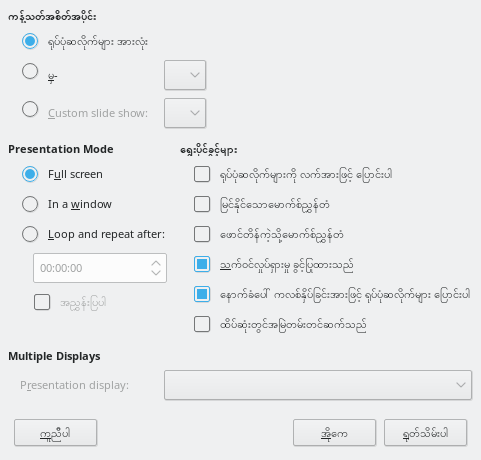 ကန့်သတ်အစိတ်အပိုင်း
ရုပ်ပုံဆလိုက်များ အားလုံး
မှ-
Custom slide show:
Presentation Mode
ရွေးပိုင်ခွင့်များ
Full screen
ရုပ်ပုံဆလိုက်များကို လက်အားဖြင့် ပြောင်းပါ
In a window
မြင်နိုင်သောမောက်စ်ညွှန်တံ
Loop and repeat after:
ဖောင်တိန်ကဲ့သို့မောက်စ်ညွှန်တံ
00:00:00
သက်ဝင်လှုပ်ရှားမှု ခွင့်ပြုထားသည်
အညွှန်းပြပါ
နောက်ခံပေါ် ကလစ်နှိပ်ခြင်းအားဖြင့် ရုပ်ပုံဆလိုက်များ ပြောင်းပါ
ထိပ်ဆုံးတွင်အမြဲတမ်းတင်ဆက်သည်
Multiple Displays
Presentation display:
ကူညီပါ
အိုကေ
ရုတ်သိမ်းပါ